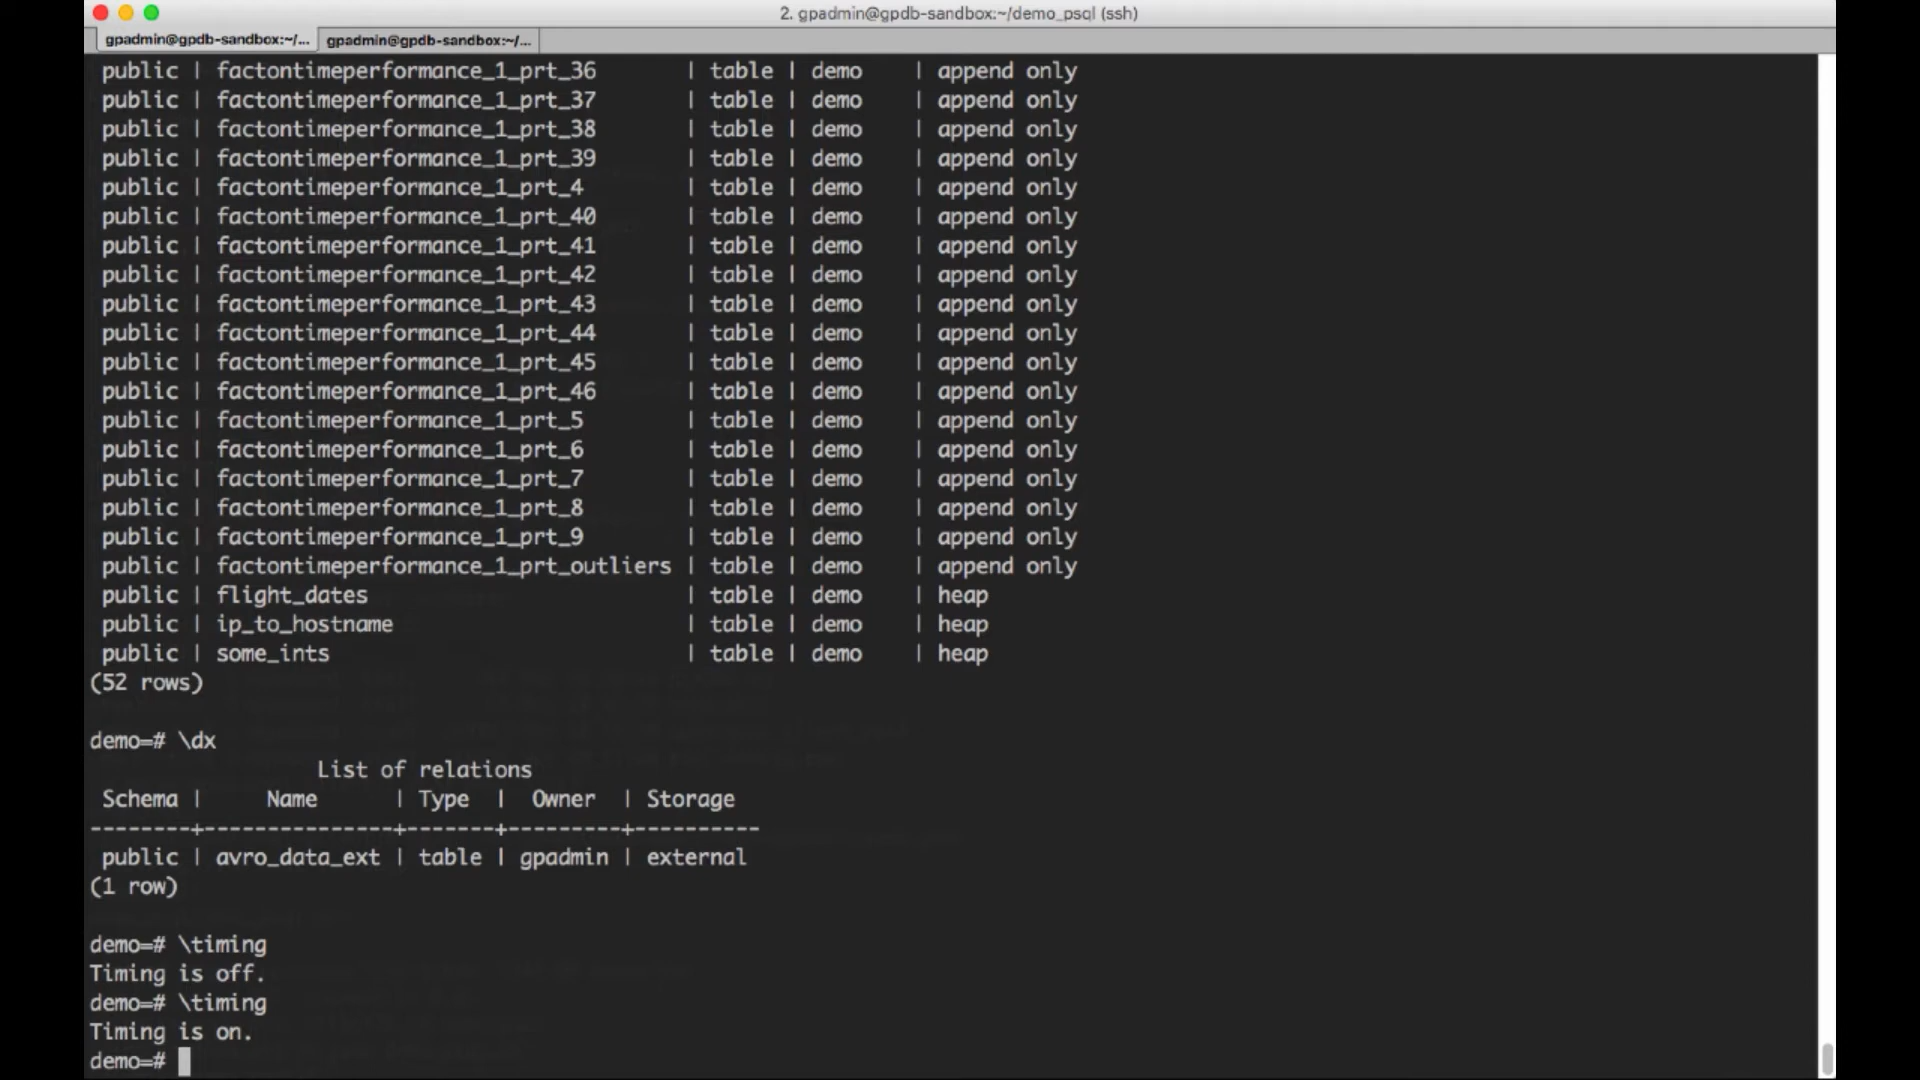 2. gpadmin@gpdb-sandbox:~/demo_psql (ssh)
gpadmin@gpdb-sandbox:~/... gpadmin@gpdb-sandbox:~/...
public | factontimeperformance_1_prt_36 | table | demo | append only
public | factontimeperformance_1_prt_37 | table | demo | append only
public | factontimeperformance_1_prt_38 | table | demo | append only
public | factontimeperformance_1_prt_39 | table | demo | append only
public | factontimeperformance_1_prt_4 | table | demo | append only
public | factontimeperformance_1_prt_40 | table | demo | append only
public | factontimeperformance_1_prt_41 | table | demo | append only
public | factontimeperformance_1_prt_42 | table | demo | append only
public | factontimeperformance_1_prt_43 | table | demo | append only
public | factontimeperformance_1_prt_44 | table | demo | append only
public | factontimeperformance_1_prt_45 | table | demo | append only
public | factontimeperformance_1_prt_46 | table | demo | append only
public | factontimeperformance_1_prt_5 | table | demo | append only
public | factontimeperformance_1_prt_6 | table | demo | append only
public | factontimeperformance_1_prt_7 | table | demo | append only
public | factontimeperformance_1_prt_8 | table | demo | append only
public | factontimeperformance_1_prt_9 | table | demo | append only
public | factontimeperformance_1_prt_outliers | table | demo | append only
public | flight_dates | table | demo | heap
public | ip_to_hostname | table | demo | heap
public | some_ints | table | demo | heap
(52 rows)
demo=# \dx
List of relations
Schema | Name | Type | Owner | Storage
--------+---------------+-------+---------+----------
public | avro_data_ext | table | gpadmin | external
(1 row)
demo=# \timing
Timing is off.
demo=# \timing
Timing is on.
demo=#